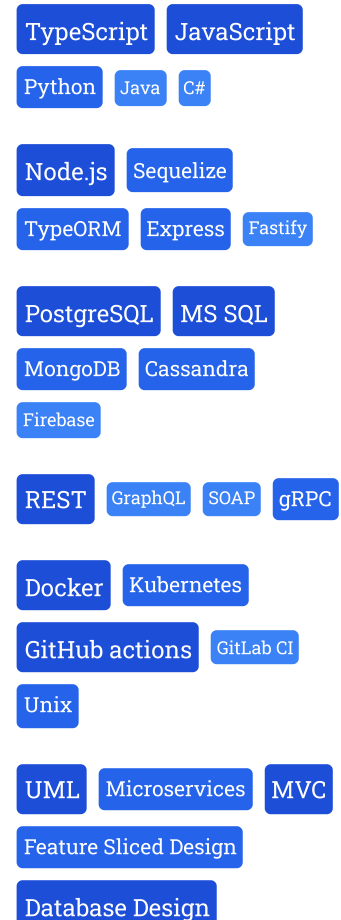 TypeScript JavaScript
Python Java C#
Node.js Sequelize
TypeORM Express Fastify
PostgreSQL MS SQL
MongoDB Cassandra
Firebase
REST GraphQL SOAP gRPC
Docker Kubernetes
GitHub actions GitLab CI
Unix
UML Microservices MVC
Feature Sliced Design
Database Design